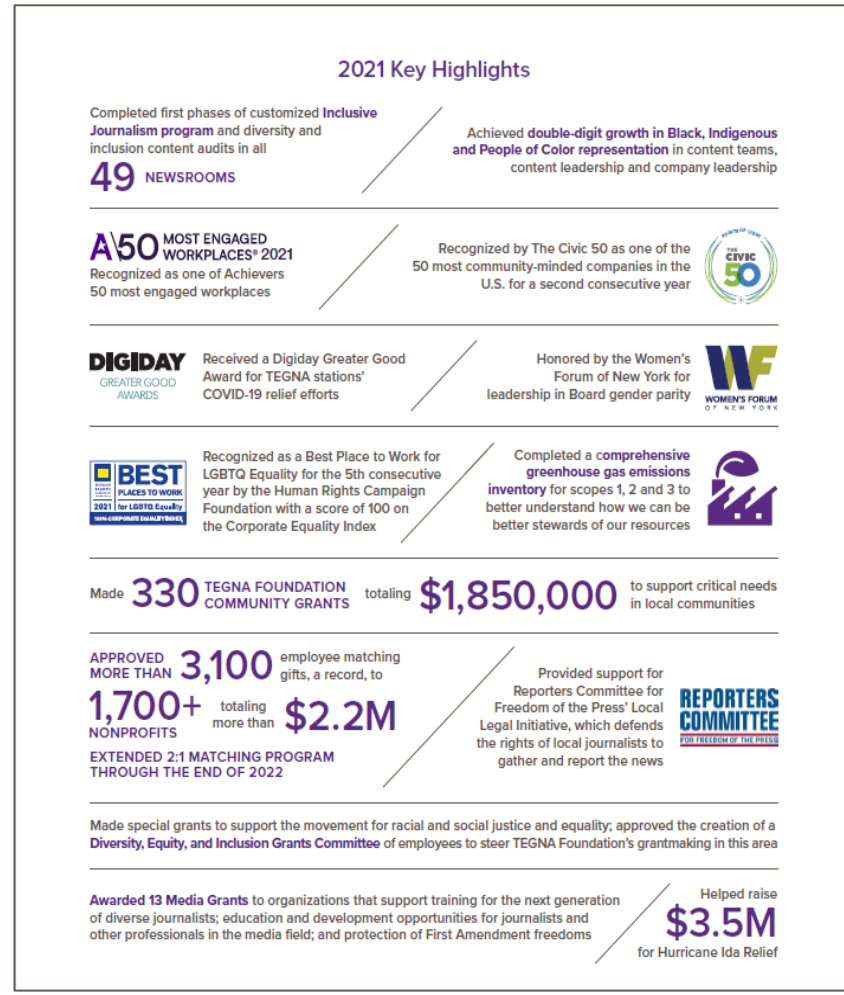 2021 Key Highlights
Completed first phases of customized Inclusive
Journalism program and diversity and
inclusion content audits in all
49 NEWSROOMS
Achieved double-digit growth in Black, Indigenous
and People of Color representation in content teams,
content leadership and company leadership
A\50 MOST ENGAGED
WORKPLACES® 2021
Recognized as one of Achievers
50 most engaged workplaces
Recognized by The Civic 50 as one of the
50 most community-minded companies in the
U.S. for a second consecutive year
POINTS OF LIGHT
THE
CIVIC
50
DIGIDAY
GREATER GOOD
AWARDS
Received a Digiday Greater Good
Award for TEGNA stations'
COVID-19 relief efforts
Honored by the Women's
Forum of New York for
leadership in Board gender parity
WF
WOMEN'S FORUM
OF NEW YORK
BEST
PLACES TO WORK
2021 for LGBTQ Equality
100% CORPORATE EQUALITY INDEX
Recognized as a Best Place to Work for
LGBTQ Equality for the 5th consecutive
year by the Human Rights Campaign
Foundation with a score of 100 on
the Corporate Equality Index
Completed a comprehensive
greenhouse gas emissions
inventory for scopes 1, 2 and 3 to
better understand how we can be
better stewards of our resources
Made 330 TEGNA FOUNDATION
COMMUNITY GRANTS totaling $1,850,000 to support critical needs
in local communities
APPROVED
MORE THAN 3,100 employee matching
gifts, a record, to
1,700+
NONPROFITS totaling
more than $2.2M
EXTENDED 2:1 MATCHING PROGRAM
THROUGH THE END OF 2022
Provided support for
Reporters Committee for
Freedom of the Press' Local
Legal Initiative, which defends
the rights of local journalists to
gather and report the news
REPORTERS
COMMITTEE
FOR FREEDOM OF THE PRESS
Made special grants to support the movement for racial and social justice and equality; approved the creation of a
Diversity, Equity, and Inclusion Grants Committee of employees to steer TEGNA Foundation's grantmaking in this area
Awarded 13 Media Grants to organizations that support training for the next generation
of diverse journalists; education and development opportunities for journalists and
other professionals in the media field; and protection of First Amendment freedoms
Helped raise
$3.5M
for Hurricane Ida Relief